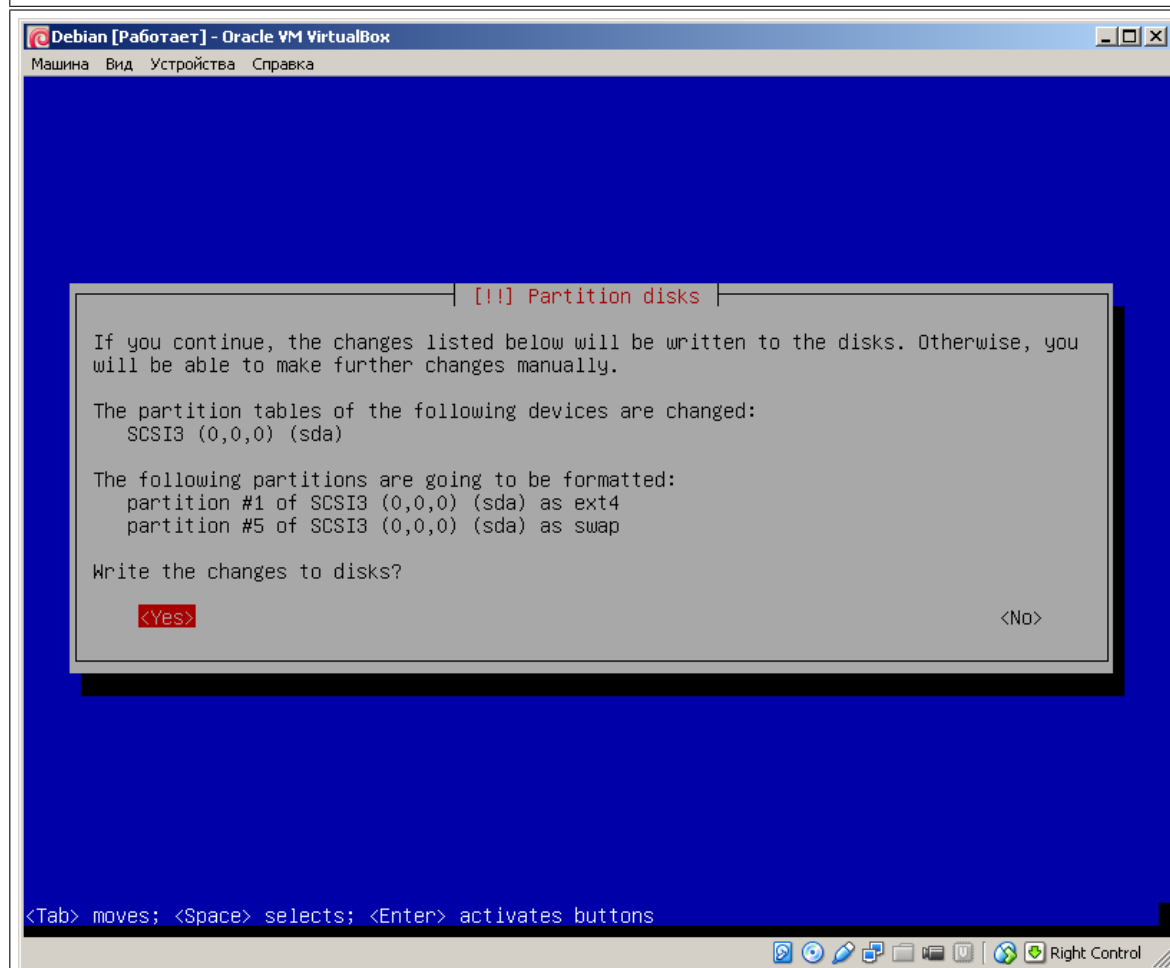 Debian [Работает] - Oracle VM VirtualBox
Машина Вид Устройства Справка
[!!] Partition disks
If you continue, the changes listed below will be written to the disks. Otherwise, you
will be able to make further changes manually.
The partition tables of the following devices are changed:
SCSI3 (0,0,0) (sda)
The following partitions are going to be formatted:
partition #1 of SCSI3 (0,0,0) (sda) as ext4
partition #5 of SCSI3 (0,0,0) (sda) as swap
Write the changes to disks?
<Yes> <No>
<Tab> moves; <Space> selects; <Enter> activates buttons
Right Control